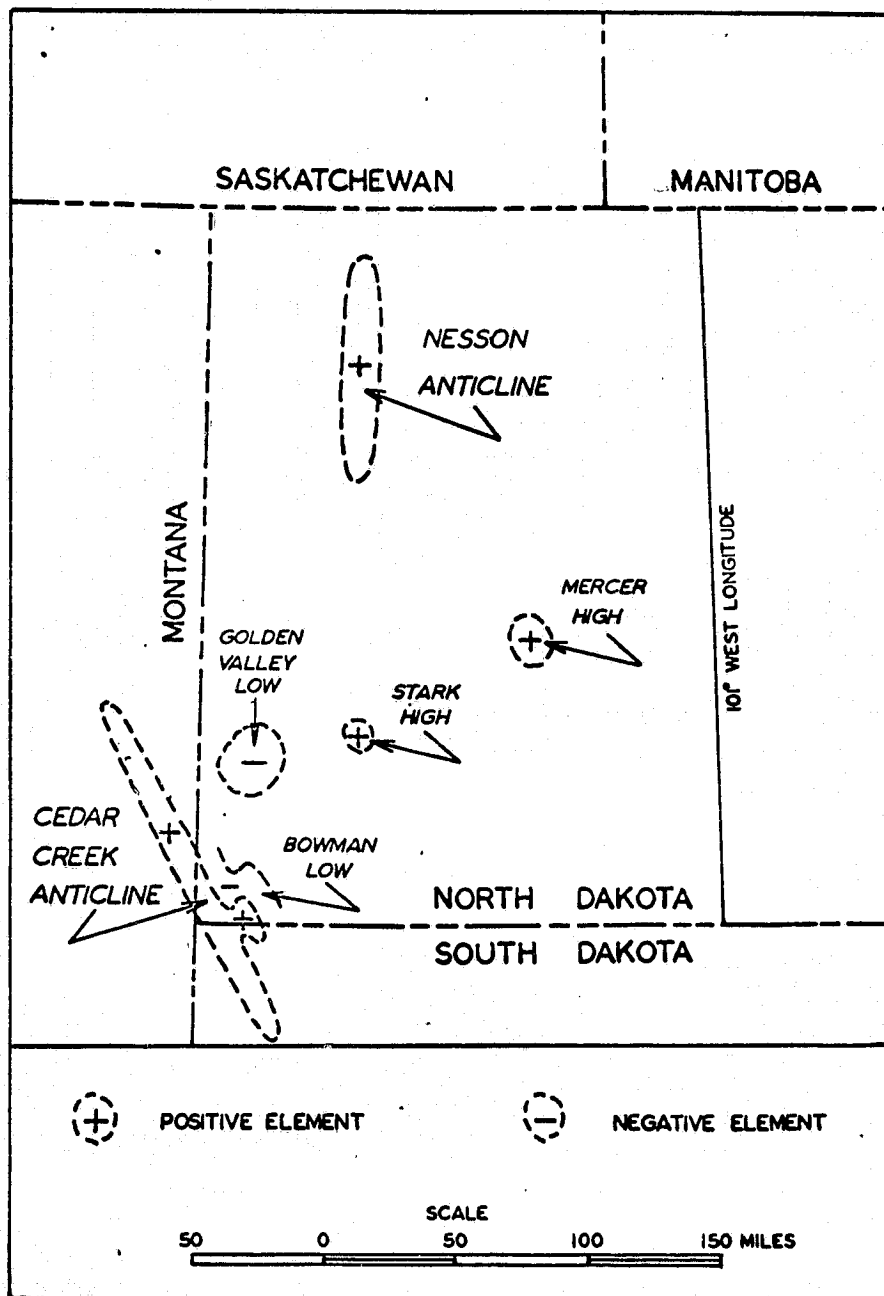 SASKATCHEWAN
MANITOBA
NESSON
ANTICLINE
MONTANA
101° WEST LONGITUDE
MERCER
HIGH
GOLDEN
VALLEY
LOW
STARK
HIGH
CEDAR
CREEK
ANTICLINE
BOWMAN
LOW
NORTH DAKOTA
SOUTH DAKOTA
+ POSITIVE ELEMENT
- NEGATIVE ELEMENT
SCALE
50 0 50 100 150 MILES